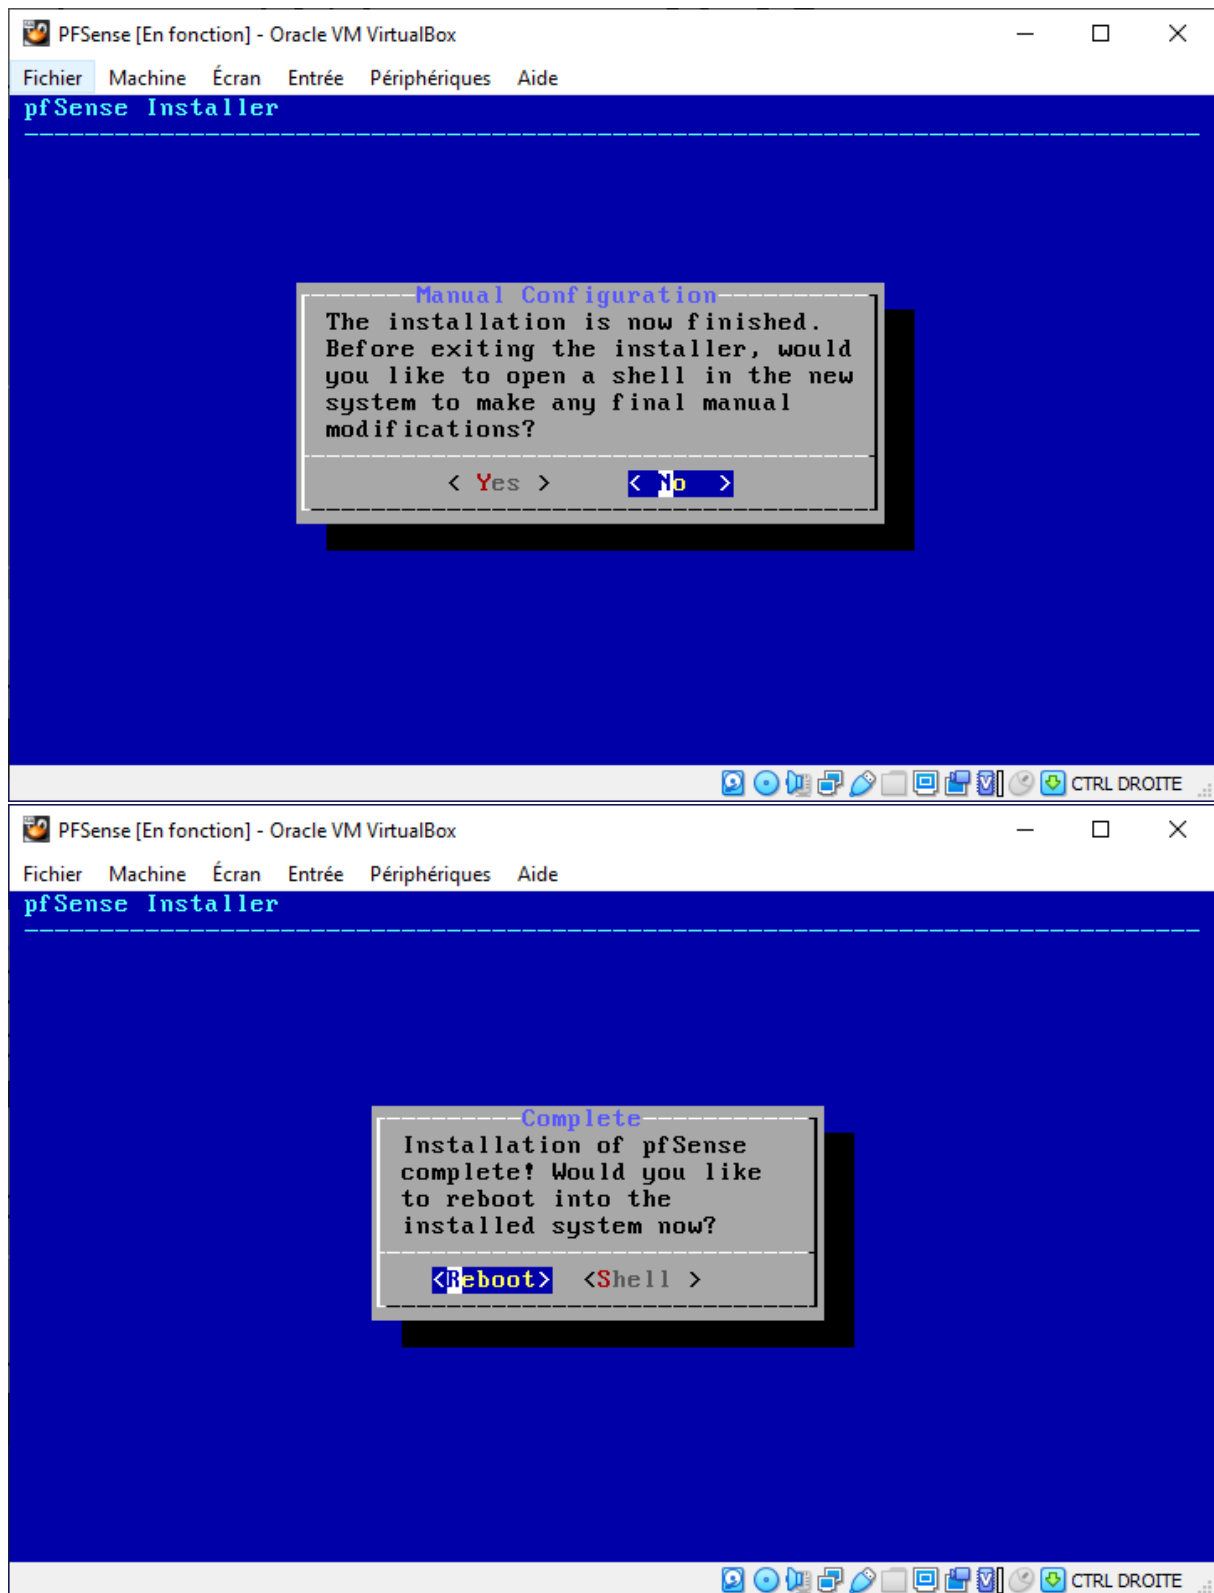 PFSense [En fonction] - Oracle VM VirtualBox
Fichier Machine Écran Entrée Périphériques Aide
pfSense Installer
Manual Configuration
The installation is now finished.
Before exiting the installer, would
you like to open a shell in the new
system to make any final manual
modifications?
< Yes > < No >
CTRL DROITE
PFSense [En fonction] - Oracle VM VirtualBox
Fichier Machine Écran Entrée Périphériques Aide
pfSense Installer
Complete
Installation of pfSense
complete! Would you like
to reboot into the
installed system now?
<Reboot> <Shell >
CTRL DROITE